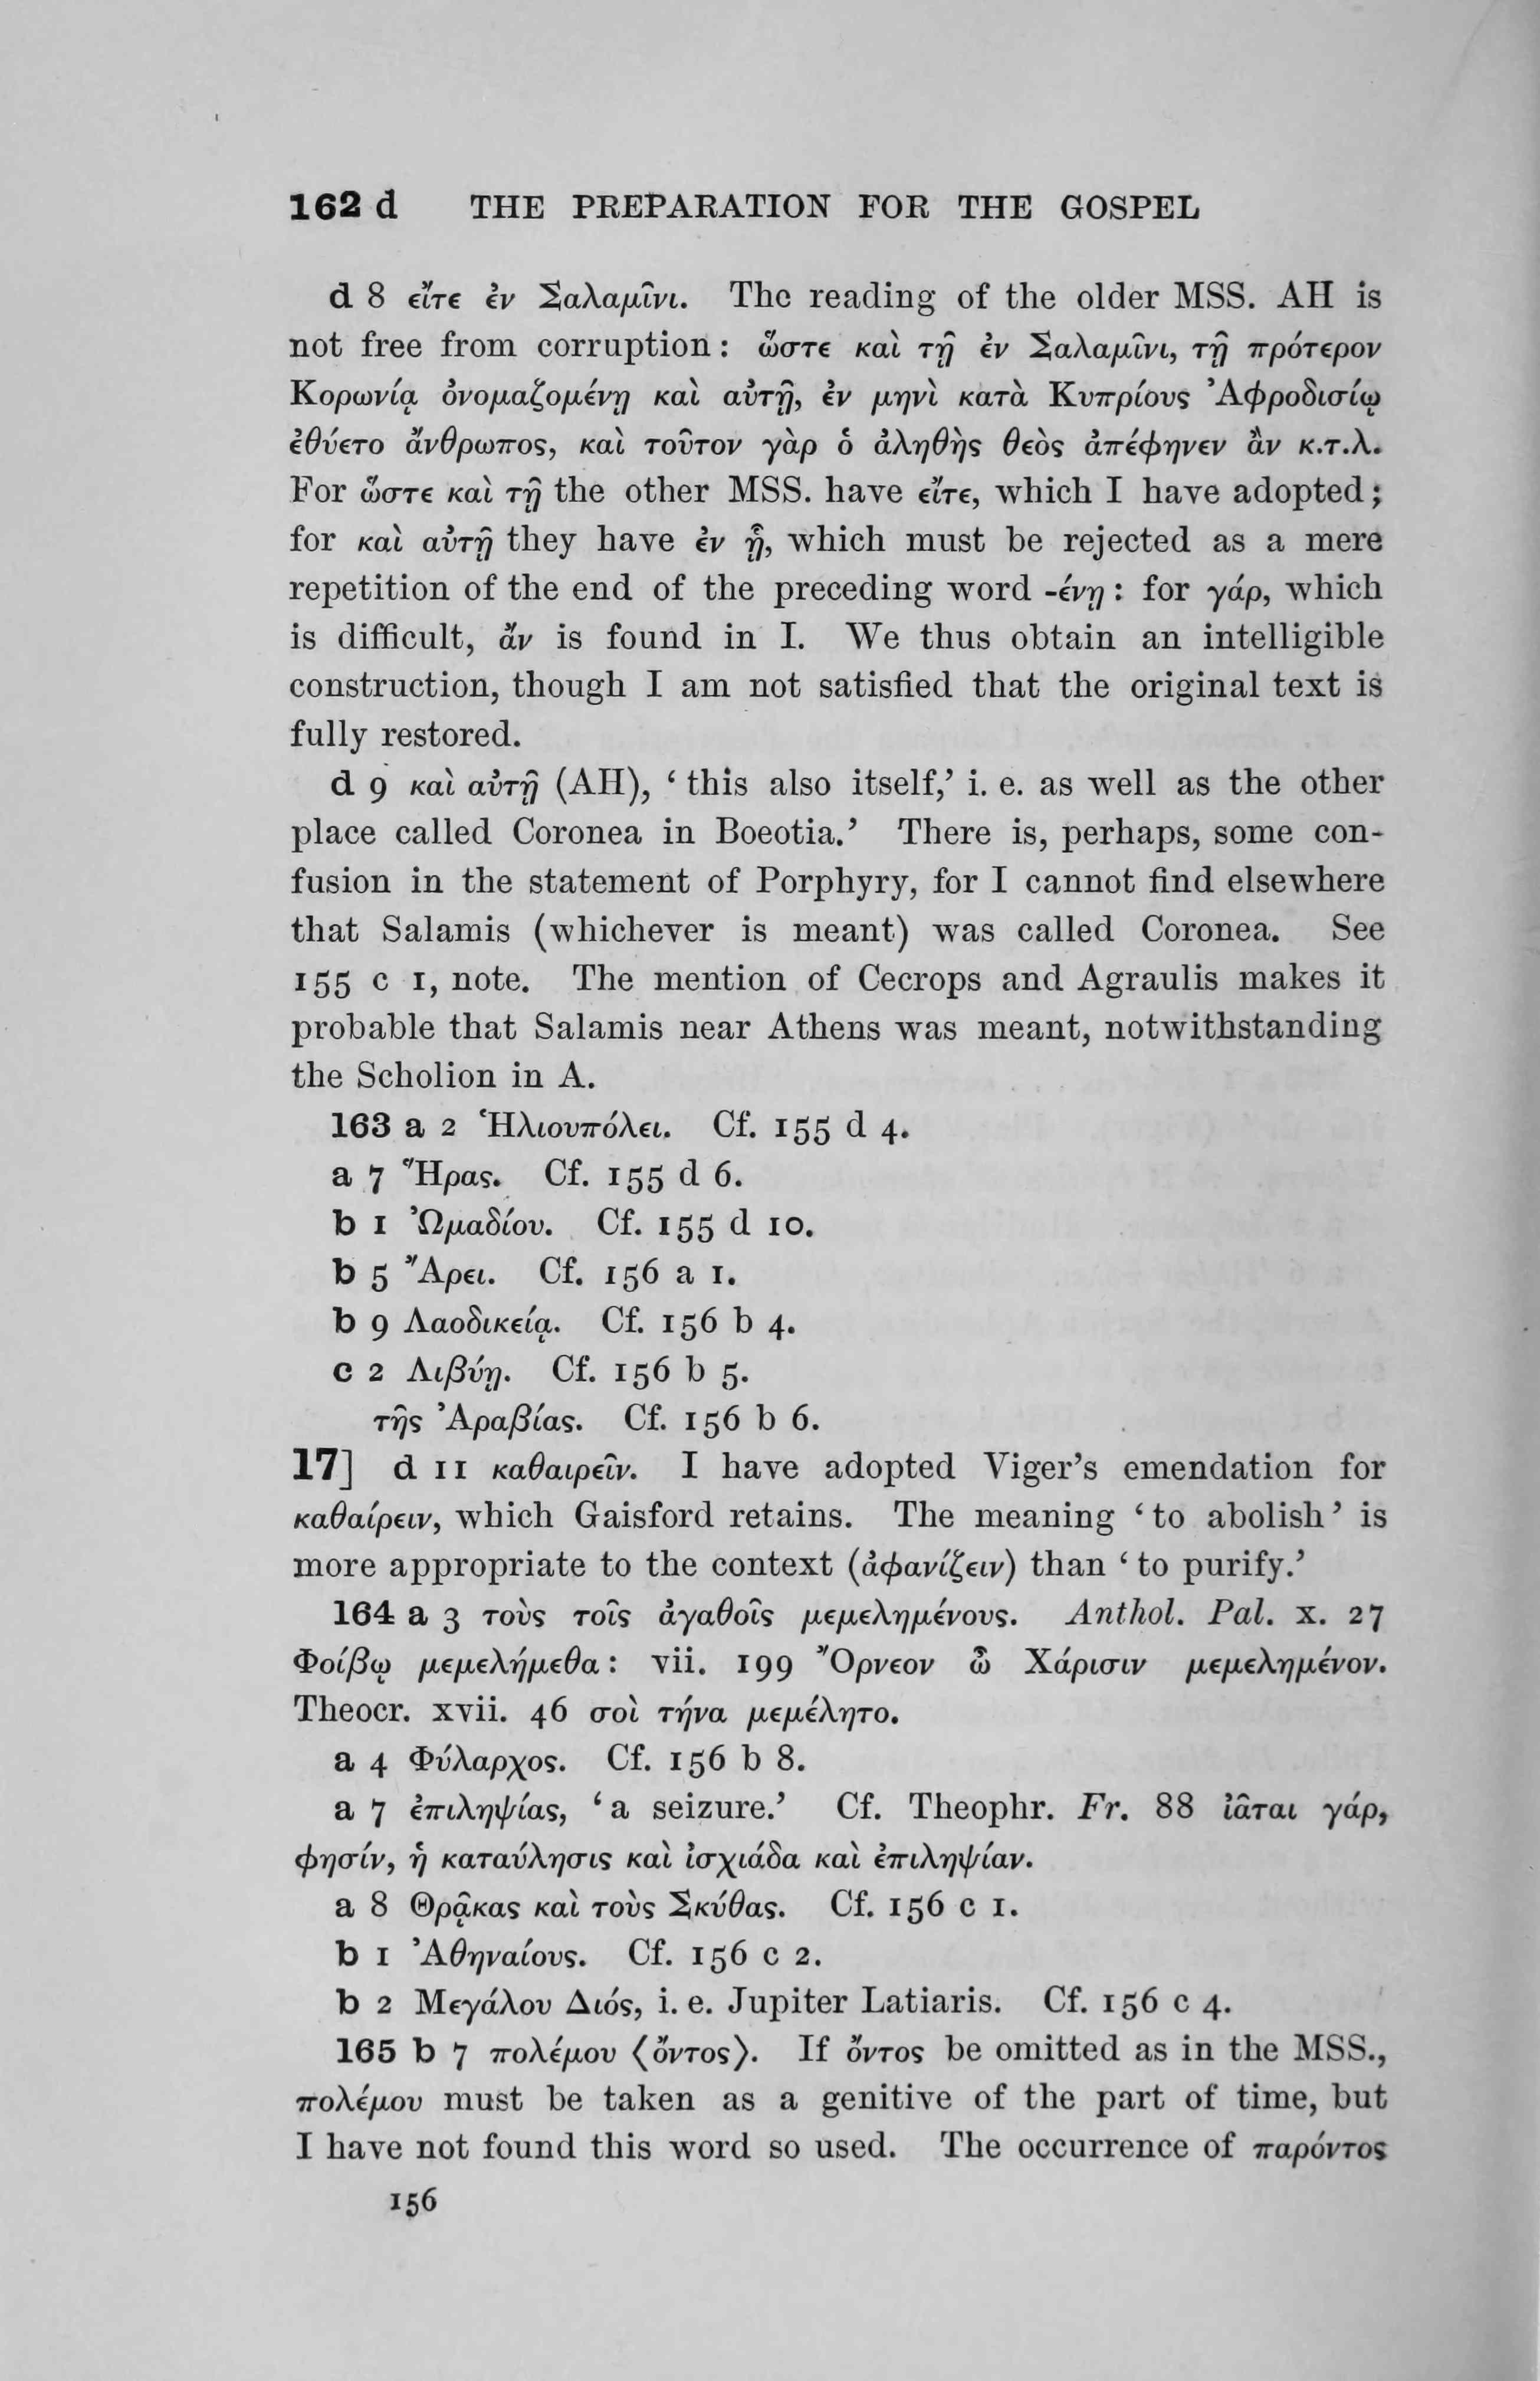 162 d THE PREPARATION FOR THE GOSPEL
d 8 εἴτε ἐν Σαλαμῖνι. The reading of the older MSS. AH is
not free from corruption : ὥστε καὶ τῇ ἐν Σαλαμῖνι, τῇ πρότερον
Κορωνίᾳ ὀνομαζομένῃ καὶ αὐτῇ, ἐν μηνὶ κατὰ Κυπρίους Ἀφροδισίῳ
ἐθύετο ἄνθρωπος, καὶ τοῦτον γὰρ ὁ ἀληθὴς θεὸς ἀπέφηνεν ἂν κ.τ.λ.
For ὥστε καὶ τῇ the other MSS. have εἴτε, which I have adopted ;
for καὶ αὐτῇ they have ἐν ᾗ, which must be rejected as a mere
repetition of the end of the preceding word -ένῃ : for γάρ, which
is difficult, ἄν is found in I. We thus obtain an intelligible
construction, though I am not satisfied that the original text is
fully restored.
d 9 καὶ αὐτῇ (AH), ‘ this also itself,’ i. e. as well as the other
place called Coronea in Boeotia.’ There is, perhaps, some con-
fusion in the statement of Porphyry, for I cannot find elsewhere
that Salamis (whichever is meant) was called Coronea. See
155 c 1, note. The mention of Cecrops and Agraulis makes it
probable that Salamis near Athens was meant, notwithstanding
the Scholion in A.
163 a 2 Ἡλιουπόλει. Cf. 155 d 4.
a 7 Ἥρας. Cf. 155 d 6.
b 1 Ὠμαδίου. Cf. 155 d 10.
b 5 Ἄρει. Cf. 156 a 1.
b 9 Λαοδικείᾳ. Cf. 156 b 4.
c 2 Λιβύῃ. Cf. 156 b 5.
τῆς Ἀραβίας. Cf. 156 b 6.
17] d 11 καθαιρεῖν. I have adopted Viger’s emendation for
καθαίρειν, which Gaisford retains. The meaning ‘ to abolish ’ is
more appropriate to the context (ἀφανίζειν) than ‘ to purify.’
164 a 3 τοὺς τοῖς ἀγαθοῖς μεμελημένους. Anthol. Pal. x. 27
Φοίβῳ μεμελήμεθα : vii. 199 Ὄρνεον ὦ Χάρισιν μεμελημένον.
Theocr. xvii. 46 σοὶ τήνα μεμέλητο.
a 4 Φύλαρχος. Cf. 156 b 8.
a 7 ἐπιληψίας, ‘ a seizure.’ Cf. Theophr. Fr. 88 ἰᾶται γάρ,
φησίν, ἡ καταύλησις καὶ ἰσχιάδα καὶ ἐπιληψίαν.
a 8 Θρᾷκας καὶ τοὺς Σκύθας. Cf. 156 c 1.
b 1 Ἀθηναίους. Cf. 156 c 2.
b 2 Μεγάλου Διός, i. e. Jupiter Latiaris. Cf. 156 c 4.
165 b 7 πολέμου ⟨ὄντος⟩. If ὄντος be omitted as in the MSS.,
πολέμου must be taken as a genitive of the part of time, but
I have not found this word so used. The occurrence of παρόντος
156